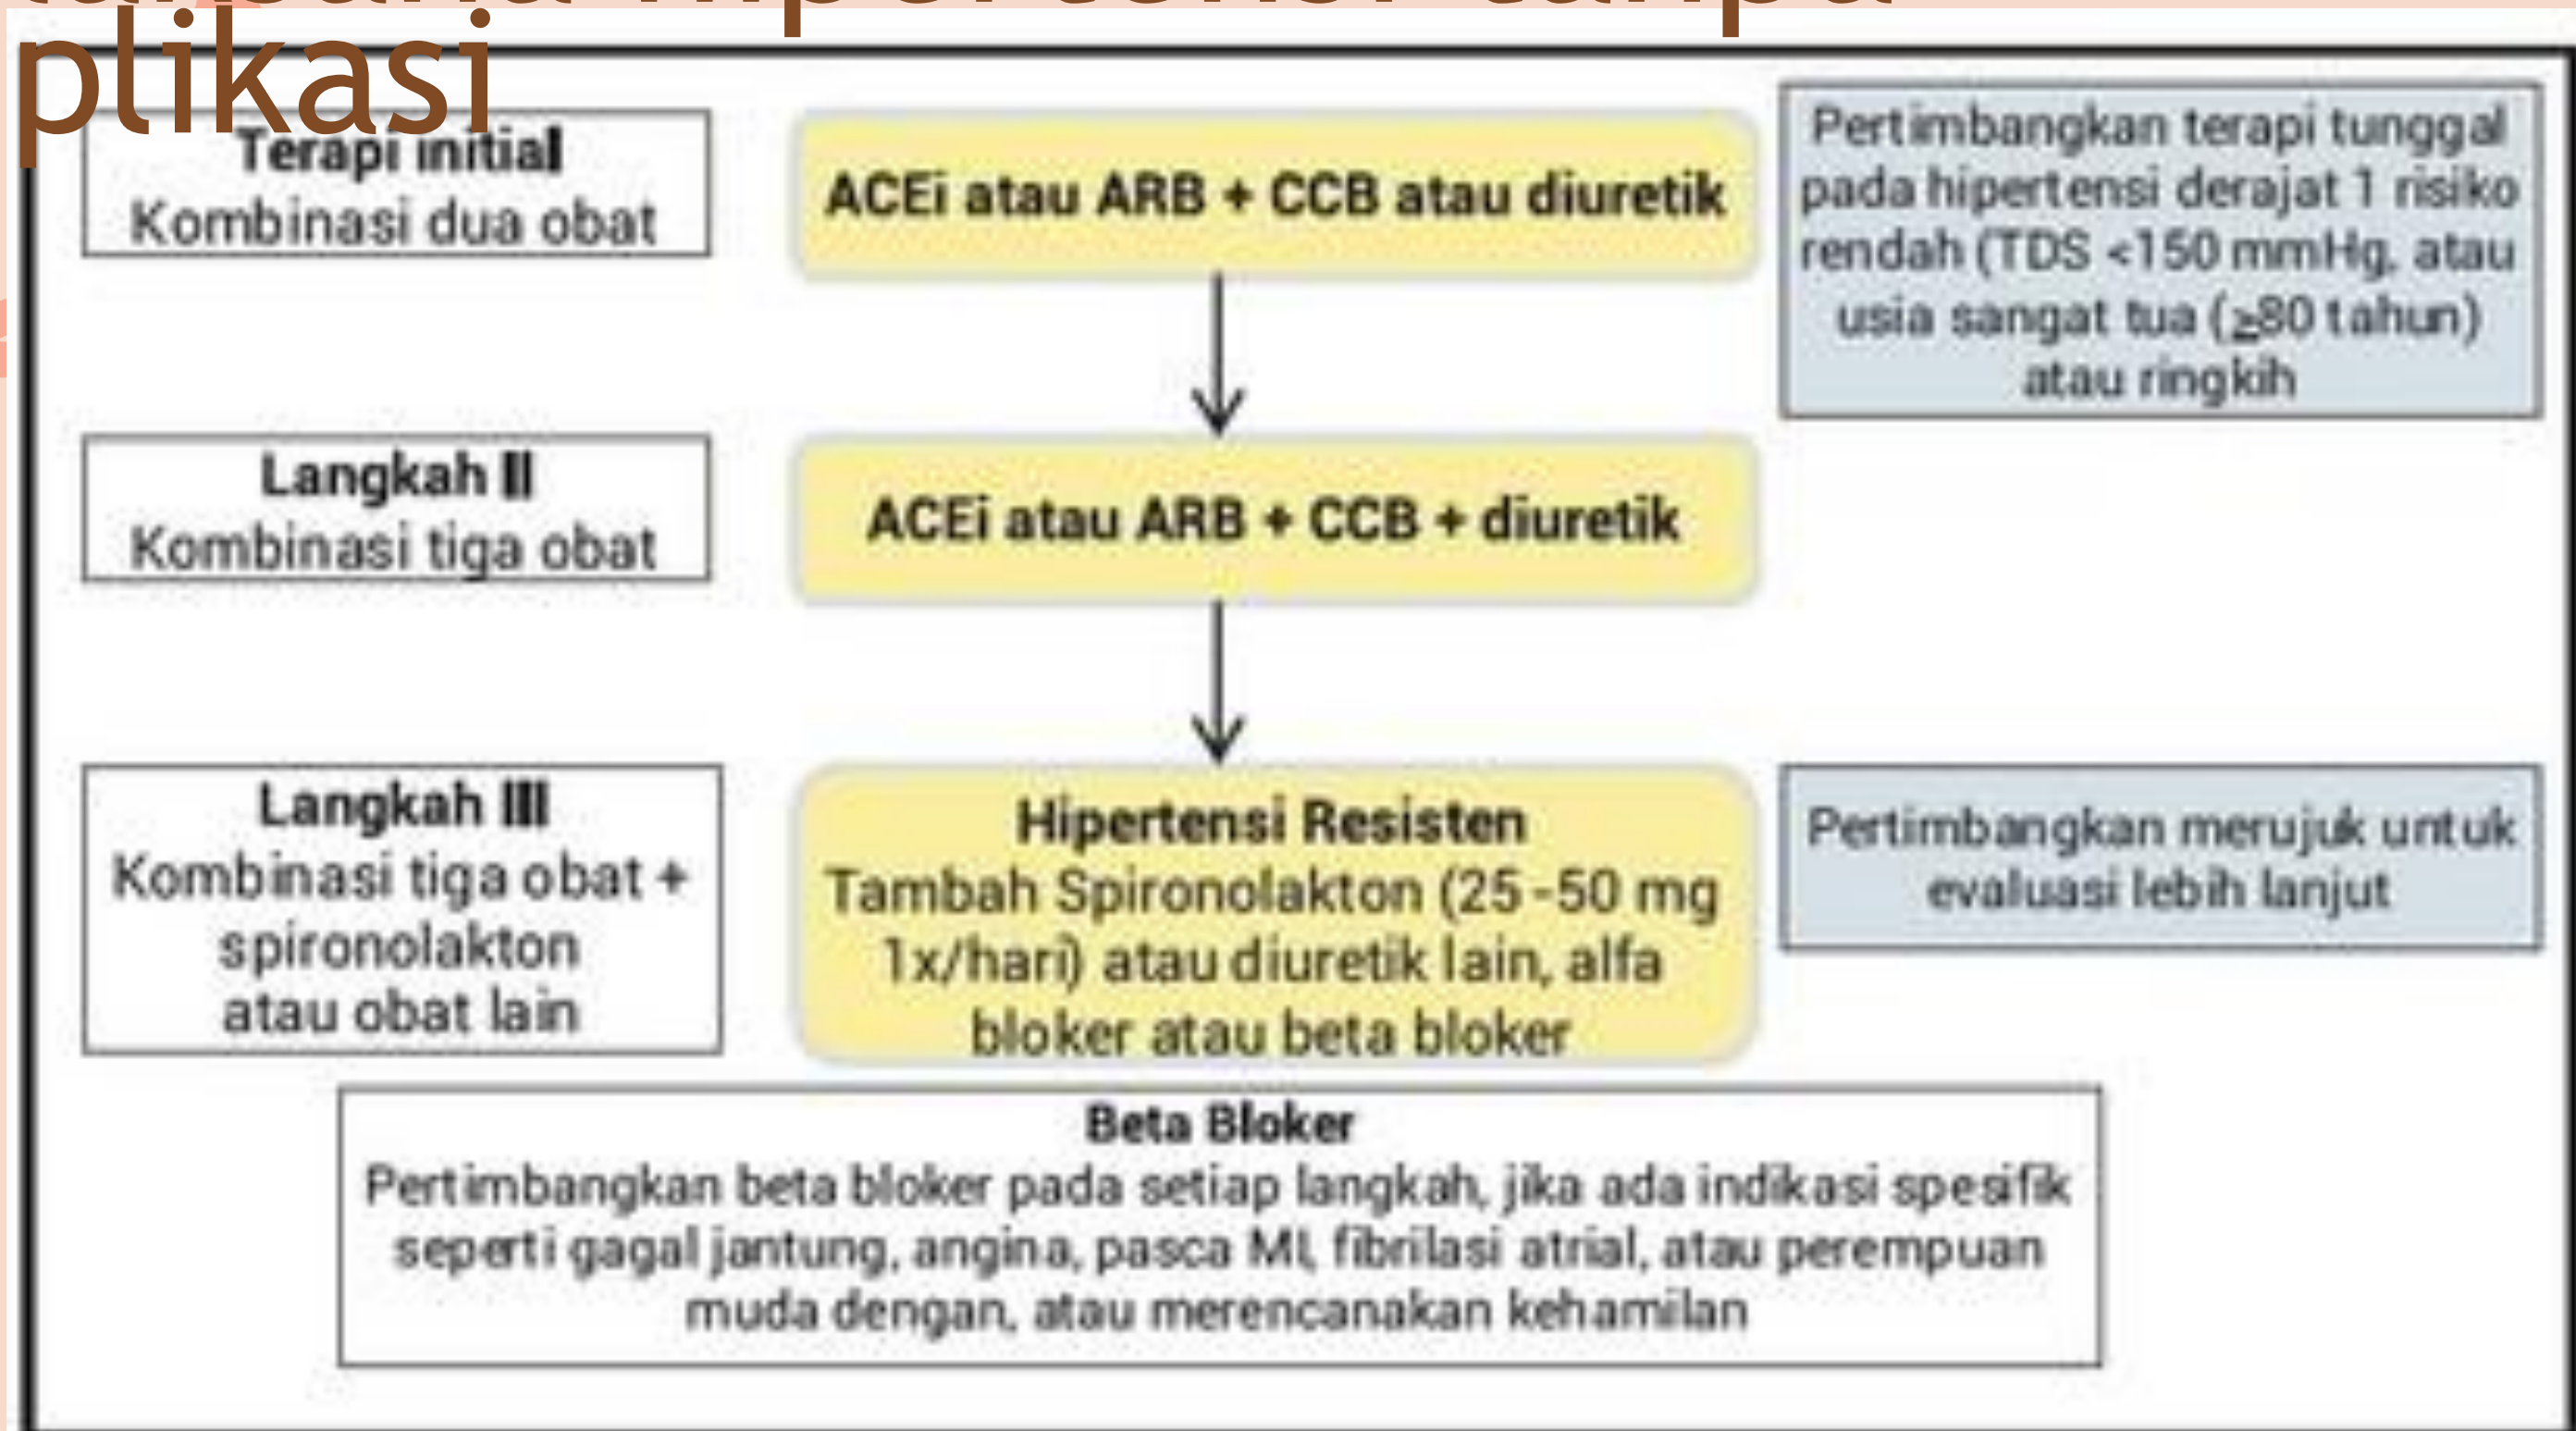 plikasi
Terapi initial
Kombinasi dua obat
ACEi atau ARB + CCB atau diuretik
Pertimbangkan terapi tunggal
pada hipertensi derajat 1 risiko
rendah (TDS <150 mmHg, atau
usia sangat tua (≥80 tahun)
atau ringkih
Langkah II
Kombinasi tiga obat
ACEi atau ARB + CCB + diuretik
Langkah III
Kombinasi tiga obat +
spironolakton
atau obat lain
Hipertensi Resisten
Tambah Spironolakton (25-50 mg
1x/hari) atau diuretik lain, alfa
bloker atau beta bloker
Pertimbangkan merujuk untuk
evaluasi lebih lanjut
Beta Bloker
Pertimbangkan beta bloker pada setiap langkah, jika ada indikasi spesifik
seperti gagal jantung, angina, pasca MI, fibrilasi atrial, atau perempuan
muda dengan, atau merencanakan kehamilan